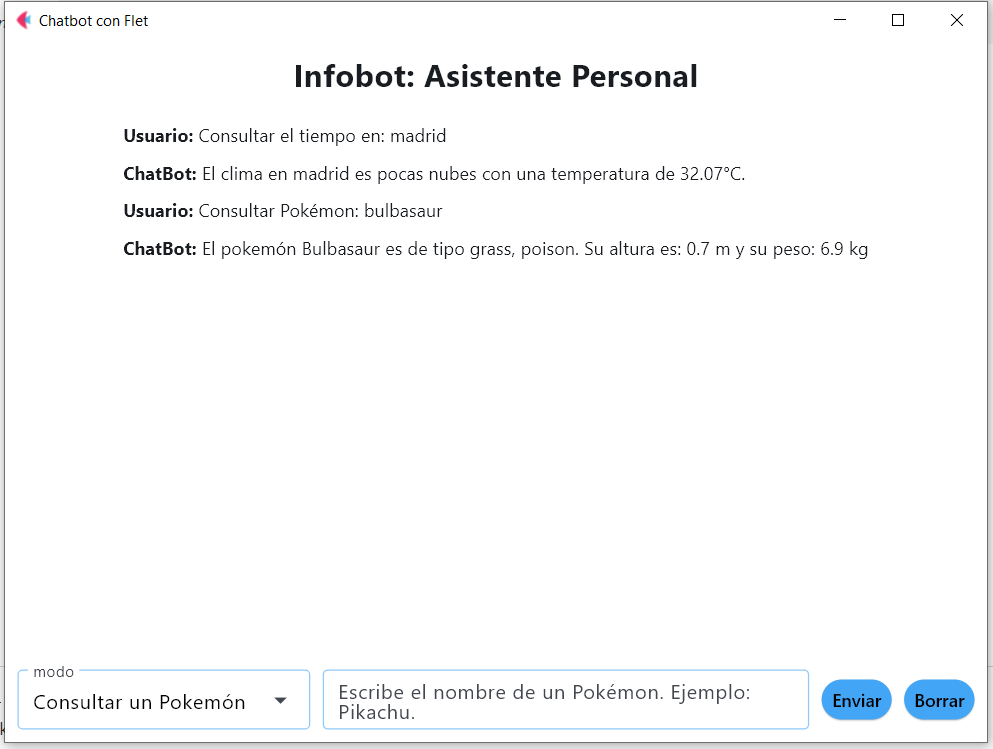 Chatbot con Flet
Infobot: Asistente Personal
Usuario: Consultar el tiempo en: madrid
ChatBot: El clima en madrid es pocas nubes con una temperatura de 32.07°C.
Usuario: Consultar Pokémon: bulbasaur
ChatBot: El pokemón Bulbasaur es de tipo grass, poison. Su altura es: 0.7 m y su peso: 6.9 kg
modo
Consultar un Pokemón
Escribe el nombre de un Pokémon. Ejemplo:
Pikachu.
Enviar
Borrar